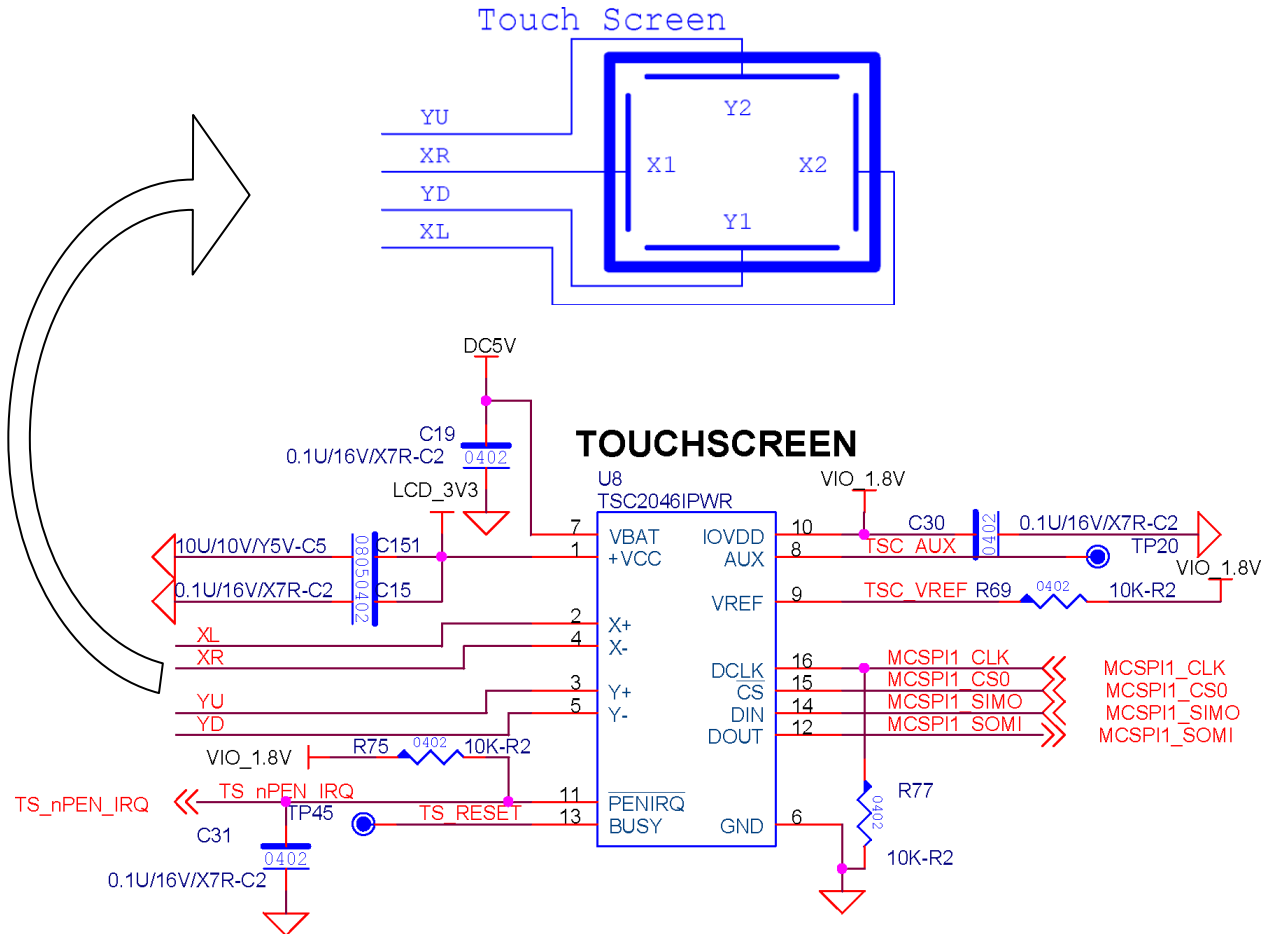 Touch Screen
YU
XR
YD
XL
Y2
X1
X2
Y1
DC5V
C19
0.1U/16V/X7R-C2
0402
TOUCHSCREEN
LCD_3V3
U8
TSC2046IPWR
VIO_1.8V
10U/10V/Y5V-C5
C151
0.1U/16V/X7R-C2
C15
08050402
7 VBAT
1 +VCC
IOVDD 10
AUX 8
C30
0402
0.1U/16V/X7R-C2
TSC_AUX
TP20
VIO_1.8V
VREF 9
TSC_VREF R69
0402
10K-R2
XL
XR
2 X+
4 X-
YU
YD
3 Y+
5 Y-
DCLK 16 MCSPI1_CLK MCSPI1_CLK
CS 15 MCSPI1_CS0 MCSPI1_CS0
DIN 14 MCSPI1_SIMO MCSPI1_SIMO
DOUT 12 MCSPI1_SOMI MCSPI1_SOMI
VIO_1.8V
R75
0402
10K-R2
TS_nPEN_IRQ
TS_nPEN_IRQ
11 PENIRQ
TP45
TS_RESET
13 BUSY
GND 6
R77
0402
10K-R2
C31
0402
0.1U/16V/X7R-C2